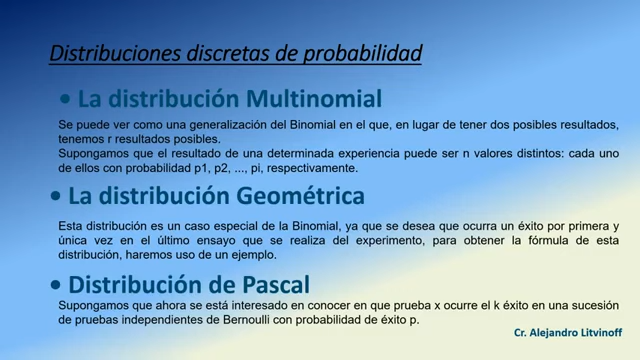 Distribuciones discretas de probabilidad
• La distribución Multinomial
Se puede ver como una generalización del Binomial en el que, en lugar de tener dos posibles resultados,
tenemos r resultados posibles.
Supongamos que el resultado de una determinada experiencia puede ser n valores distintos: cada uno
de ellos con probabilidad p1, p2, ..., pi, respectivamente.
• La distribución Geométrica
Esta distribución es un caso especial de la Binomial, ya que se desea que ocurra un éxito por primera y
única vez en el último ensayo que se realiza del experimento, para obtener la fórmula de esta
distribución, haremos uso de un ejemplo.
• Distribución de Pascal
Supongamos que ahora se está interesado en conocer en que prueba x ocurre el k éxito en una sucesión
de pruebas independientes de Bernoulli con probabilidad de éxito p.
Cr. Alejandro Litvinoff